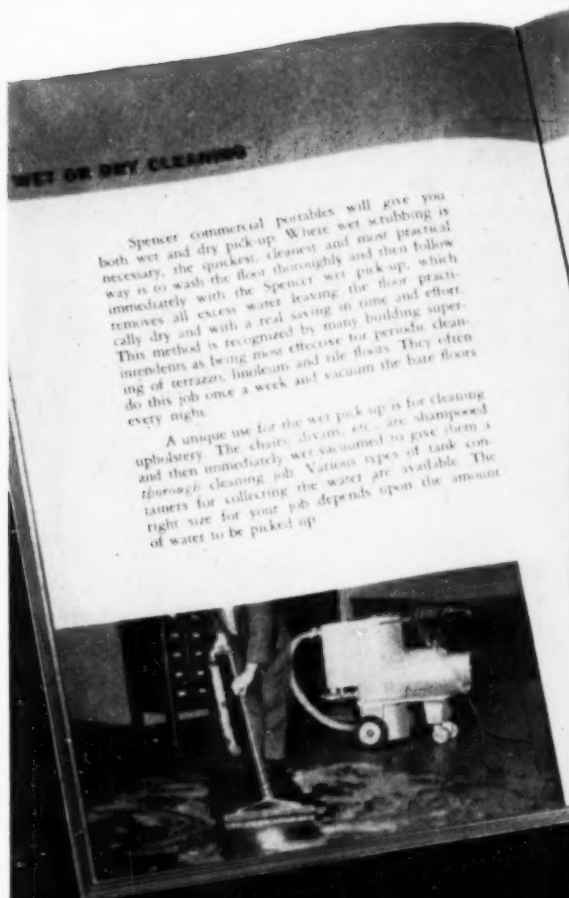 WET OR DRY CLEANING
Spencer commercial portables will give you
both wet and dry pick-up. Where wet scrubbing is
necessary, the quickest, cleanest and most practical
way is to wash the floor thoroughly and then follow
immediately with the Spencer wet pick-up, which
removes all excess water leaving the floor practi-
cally dry and with a real saving in time and effort.
This method is recognized by many building super-
intendents as being most effective for periodic clean-
ing of terrazzo, linoleum and tile floors. They often
do this job once a week and vacuum the bare floors
every night.
A unique use for the wet pick up is for cleaning
upholstery. The chairs, divans, etc., are shampooed
and then immediately wet vacuumed to give them a
thorough cleaning job. Various types of tank con-
tainers for collecting the water are available. The
right size for your job depends upon the amount
of water to be picked up